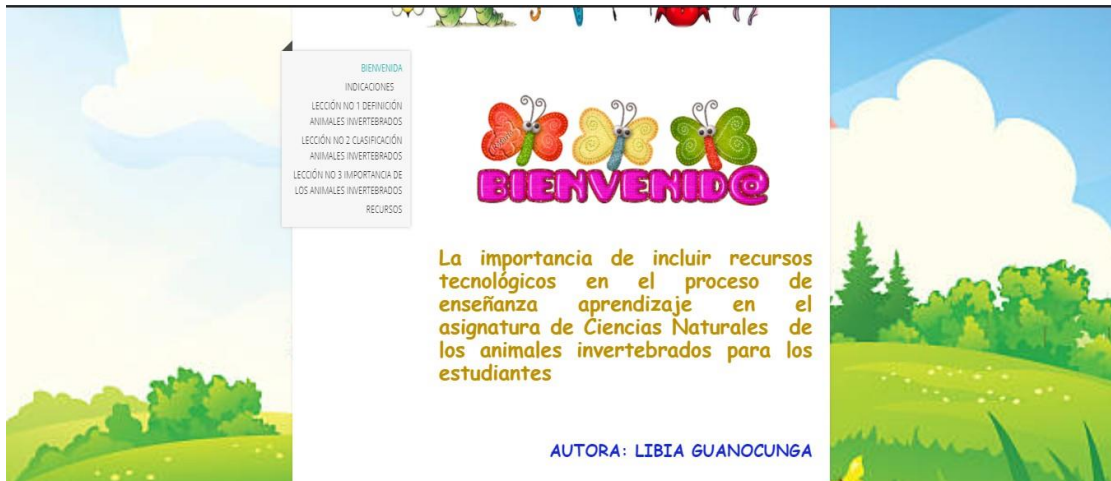 BIENVENIDA
INDICACIONES
LECCIÓN NO 1 DEFINICIÓN
ANIMALES INVERTEBRADOS
LECCIÓN NO 2 CLASIFICACIÓN
ANIMALES INVERTEBRADOS
LECCIÓN NO 3 IMPORTANCIA DE
LOS ANIMALES INVERTEBRADOS
RECURSOS
BIENVENID@
La importancia de incluir recursos
tecnológicos en el proceso de
enseñanza aprendizaje en el
asignatura de Ciencias Naturales de
los animales invertebrados para los
estudiantes
AUTORA: LIBIA GUANOCUNGA